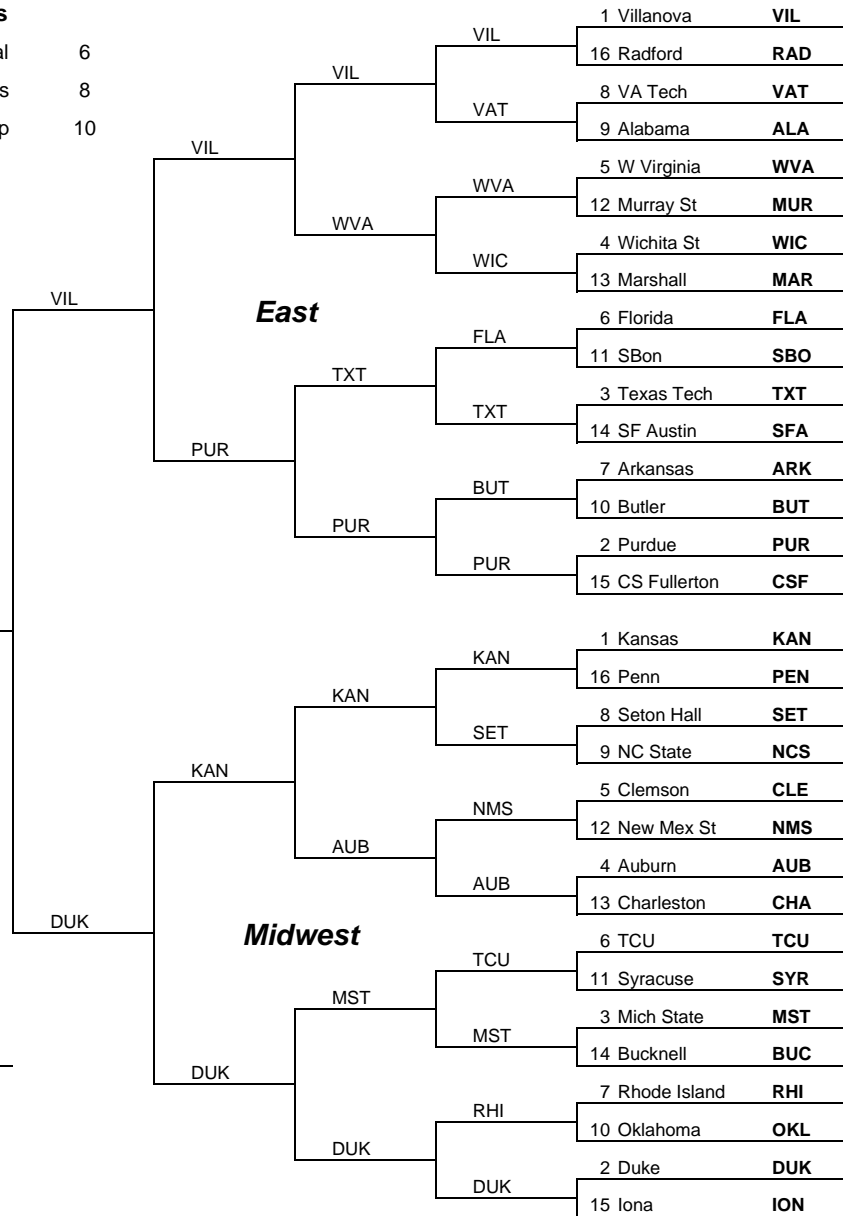 s
al 6
s 8
p 10
1 Villanova VIL
VIL
16 Radford RAD
VIL
8 VA Tech VAT
VAT
9 Alabama ALA
VIL
5 W Virginia WVA
WVA
12 Murray St MUR
WVA
4 Wichita St WIC
WIC
13 Marshall MAR
VIL
East
6 Florida FLA
FLA
11 SBon SBO
TXT
3 Texas Tech TXT
TXT
14 SF Austin SFA
PUR
7 Arkansas ARK
BUT
10 Butler BUT
PUR
2 Purdue PUR
PUR
15 CS Fullerton CSF
1 Kansas KAN
KAN
16 Penn PEN
KAN
8 Seton Hall SET
SET
9 NC State NCS
KAN
5 Clemson CLE
NMS
12 New Mex St NMS
AUB
4 Auburn AUB
AUB
13 Charleston CHA
DUK
Midwest
6 TCU TCU
TCU
11 Syracuse SYR
MST
3 Mich State MST
MST
14 Bucknell BUC
DUK
7 Rhode Island RHI
RHI
10 Oklahoma OKL
DUK
2 Duke DUK
DUK
15 Iona ION